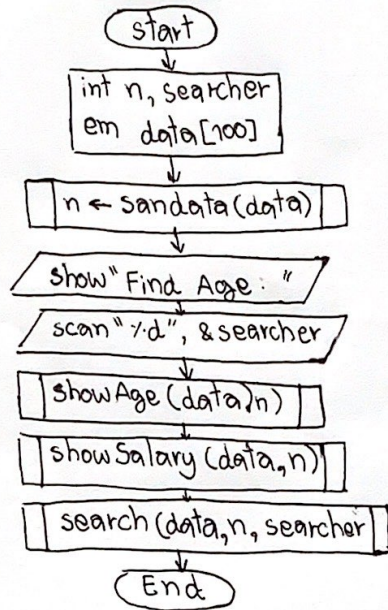 start
int n, searcher
em data[100]
n ← sandata(data)
show "Find Age : "
scan "%d", &searcher
showAge(data,n)
showSalary(data,n)
search(data,n, searcher
End